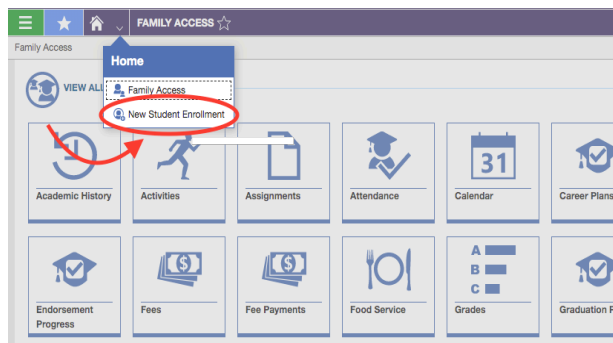 FAMILY ACCESS
Family Access
Home
VIEW ALL
Family Access
New Student Enrollment
31
Academic History
Activities
Assignments
Attendance
Calendar
Career Plans
$
$
A
B
C
Endorsement
Progress
Fees
Fee Payments
Food Service
Grades
Graduation